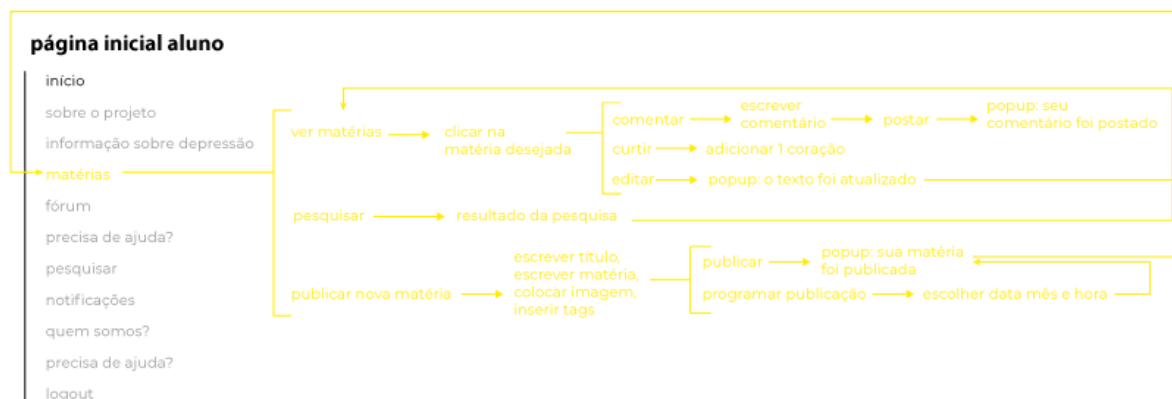 página inicial aluno
início
sobre o projeto
informação sobre depressão
matérias
fórum
precisa de ajuda?
pesquisar
notificações
quem somos?
precisa de ajuda?
logout
ver matérias
clicar na
matéria desejada
comentar
escrever
comentário
postar
popup: seu
comentário foi postado
curtir
adicionar 1 coração
editar
popup: o texto foi atualizado
pesquisar
resultado da pesquisa
publicar nova matéria
escrever título,
escrever matéria,
colocar imagem,
inserir tags
publicar
popup: sua matéria
foi publicada
programar publicação
escolher data mês e hora